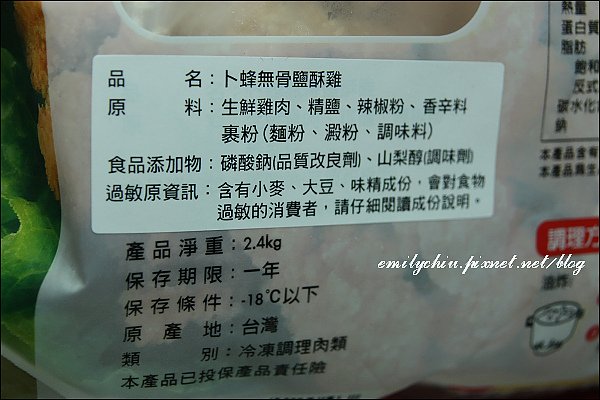 品　　名：卜蜂無骨鹽酥雞
原　　料：生鮮雞肉、精鹽、辣椒粉、香辛料
裹粉(麵粉、澱粉、調味料)
食品添加物：磷酸鈉(品質改良劑)、山梨醇(調味劑)
過敏原資訊：含有小麥、大豆、味精成份，會對食物
過敏的消費者，請仔細閱讀成份說明。
產品淨重：2.4kg
保存期限：一年
保存條件：-18℃以下
原產地：台灣
類　　別：冷凍調理肉類
本產品已投保產品責任險
熱量
蛋白質
脂肪
飽和
反式
碳水化
鈉
本產品含有
emilychiu.pixnet.net/blog
調理方
油炸